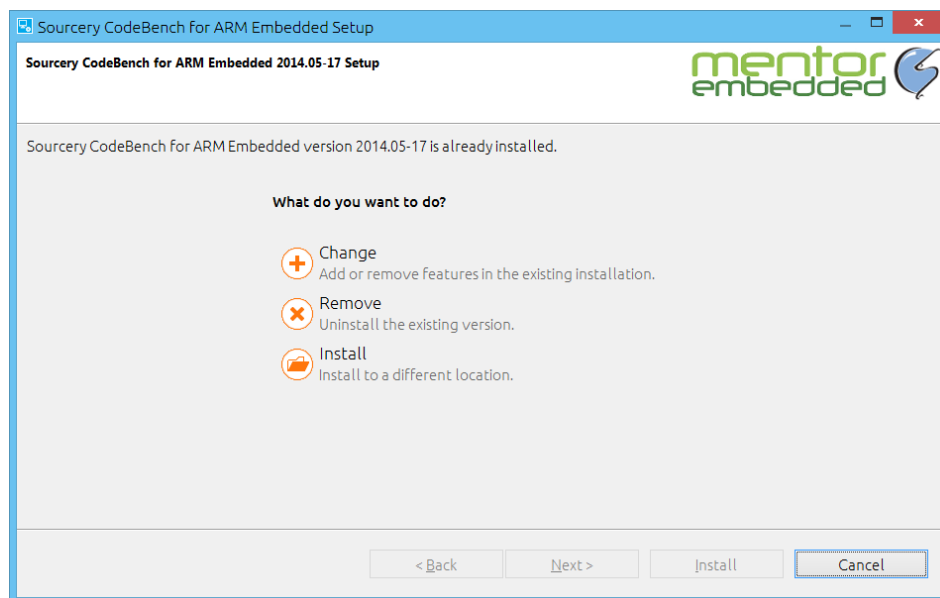 Sourcery CodeBench for ARM Embedded Setup
Sourcery CodeBench for ARM Embedded 2014.05-17 Setup
mentor
embedded
Sourcery CodeBench for ARM Embedded version 2014.05-17 is already installed.
What do you want to do?
Change
Add or remove features in the existing installation.
Remove
Uninstall the existing version.
Install
Install to a different location.
< Back Next > Install Cancel